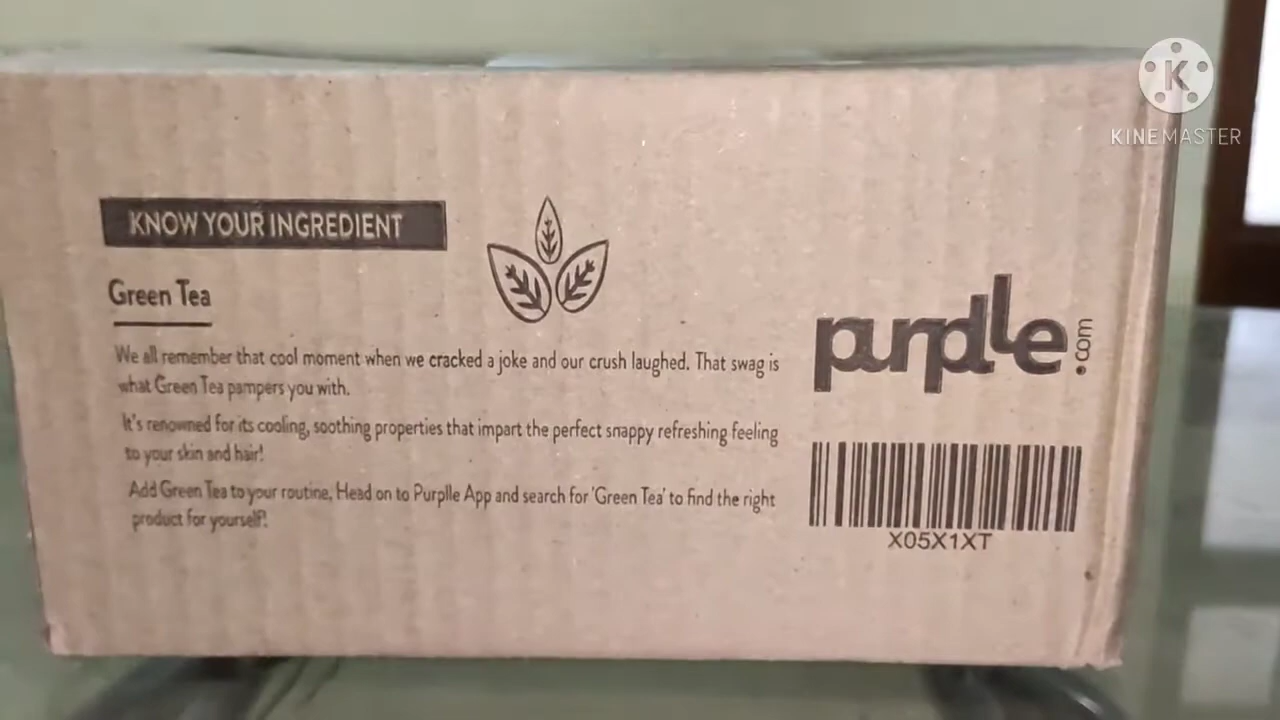 K
KINEMASTER
KNOW YOUR INGREDIENT
Green Tea
We all remember that cool moment when we cracked a joke and our crush laughed. That swag is
what Green Tea pampers you with.
It's renowned for its cooling, soothing properties that impart the perfect snappy refreshing feeling
to your skin and hair!
Add Green Tea to your routine, Head on to Purplle App and search for 'Green Tea' to find the right
product for yourself!
purplle.com
X05X1XT